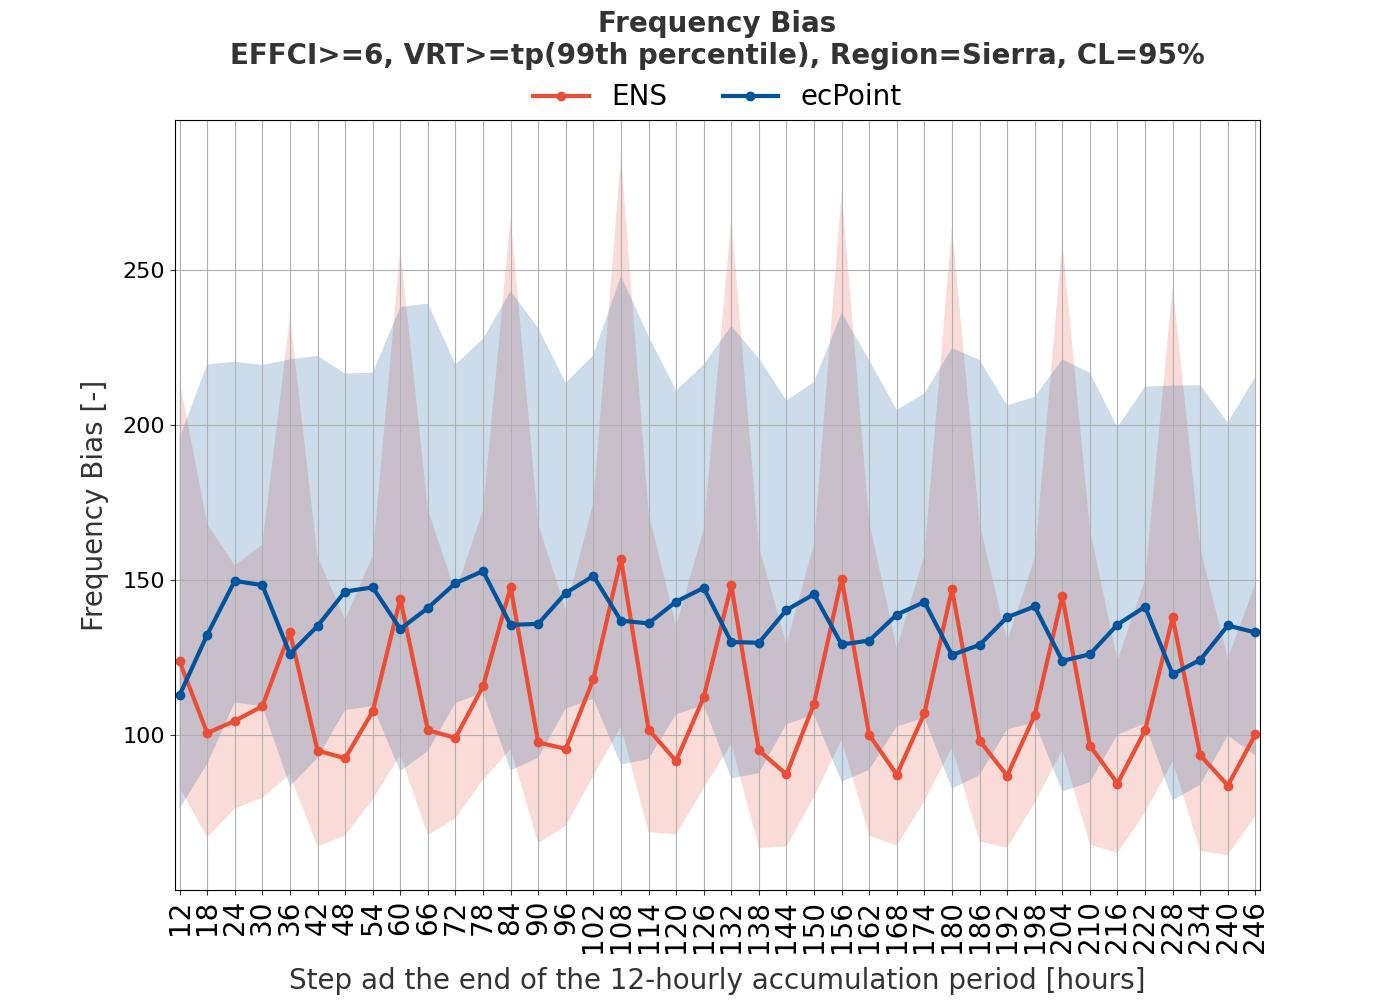 Frequency Bias
EFFCI>=6, VRT>=tp(99th percentile), Region=Sierra, CL=95%
ENS ecPoint
Frequency Bias [-]
250
200
150
100
12 18 24 30 36 42 48 54 60 66 72 78 84 90 96 102 108 114 120 126 132 138 144 150 156 162 168 174 180 186 192 198 204 210 216 222 228 234 240 246
Step ad the end of the 12-hourly accumulation period [hours]